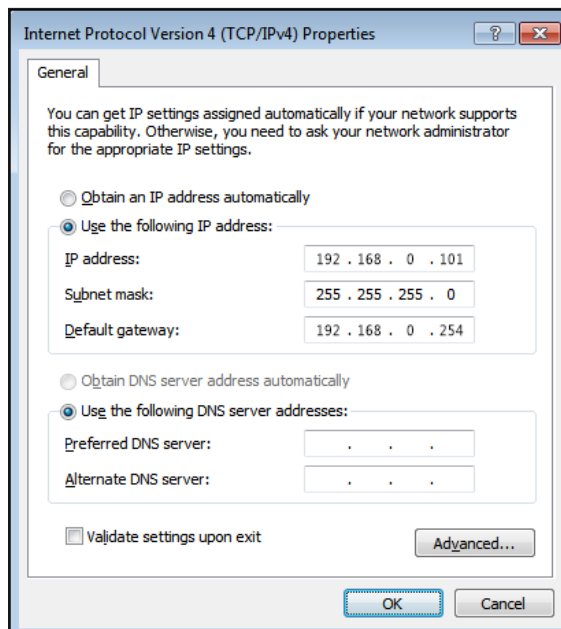 Internet Protocol Version 4 (TCP/IPv4) Properties
General
You can get IP settings assigned automatically if your network supports
this capability. Otherwise, you need to ask your network administrator
for the appropriate IP settings.
Obtain an IP address automatically
Use the following IP address:
IP address: 192 . 168 . 0 . 101
Subnet mask: 255 . 255 . 255 . 0
Default gateway: 192 . 168 . 0 . 254
Obtain DNS server address automatically
Use the following DNS server addresses:
Preferred DNS server: . . .
Alternate DNS server: . . .
Validate settings upon exit
Advanced...
OK Cancel